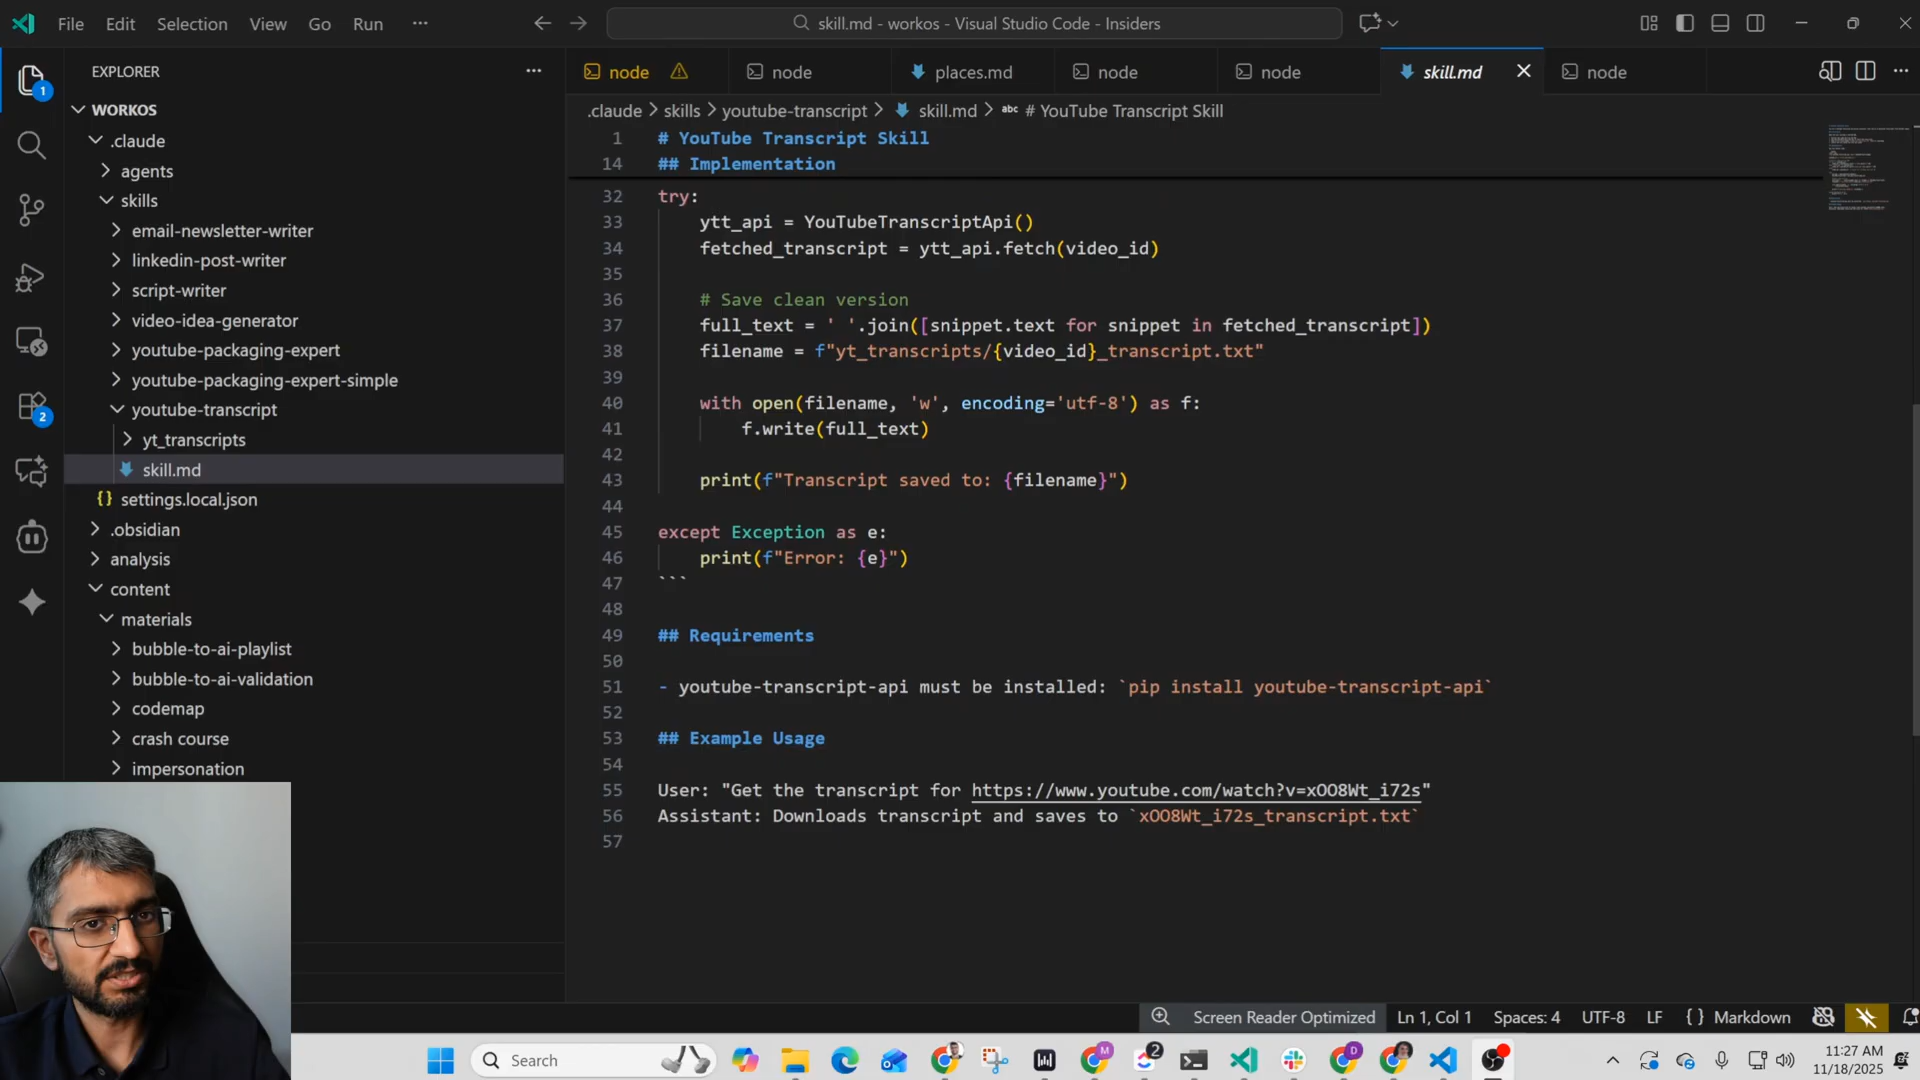 File Edit Selection View Go Run ··· ···
skill.md - workos - Visual Studio Code - Insiders
EXPLORER
node node places.md node node skill.md node
WORKOS
.claude > skills > youtube-transcript > skill.md > abc # YouTube Transcript Skill
.claude
1 # YouTube Transcript Skill
14 ## Implementation
agents
skills
32 try:
33 ytt_api = YouTubeTranscriptApi()
email-newsletter-writer
34 fetched_transcript = ytt_api.fetch(video_id)
linkedin-post-writer
35
script-writer
36 # Save clean version
video-idea-generator
37 full_text = ' '.join([snippet.text for snippet in fetched_transcript])
youtube-packaging-expert
38 filename = f"yt_transcripts/{video_id}_transcript.txt"
youtube-packaging-expert-simple
39
youtube-transcript
40 with open(filename, 'w', encoding='utf-8') as f:
41 f.write(full_text)
yt_transcripts
42
skill.md
43 print(f"Transcript saved to: {filename}")
settings.local.json
44
.obsidian
45 except Exception as e:
analysis
46 print(f"Error: {e}")
content
47 ```
materials
48
49 ## Requirements
bubble-to-ai-playlist
50
bubble-to-ai-validation
51 - youtube-transcript-api must be installed: `pip install youtube-transcript-api`
codemap
52
crash course
53 ## Example Usage
impersonation
54
55 User: "Get the transcript for https://www.youtube.com/watch?v=xOO8Wt_i72s"
56 Assistant: Downloads transcript and saves to `xOO8Wt_i72s_transcript.txt`
57
1
2
Screen Reader Optimized Ln 1, Col 1 Spaces: 4 UTF-8 LF { } Markdown
Search
M
2
D
11:27 AM
11/18/2025